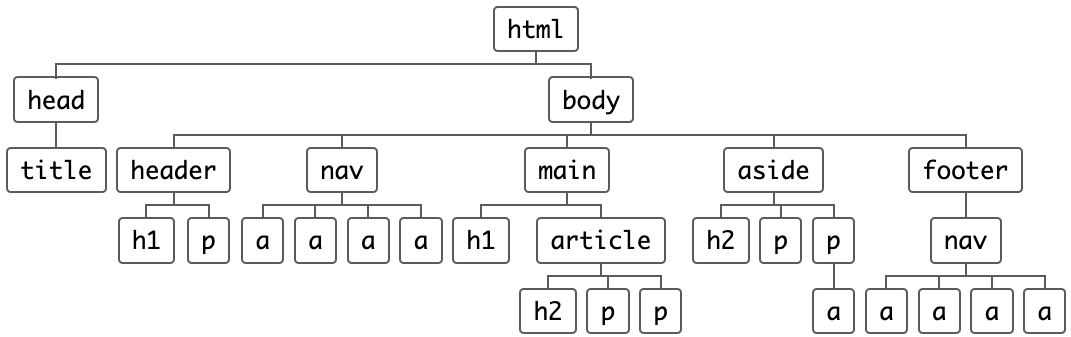 html
head body
title header nav main aside footer
h1 p a a a a h1 article h2 p p nav
h2 p p a a a a a